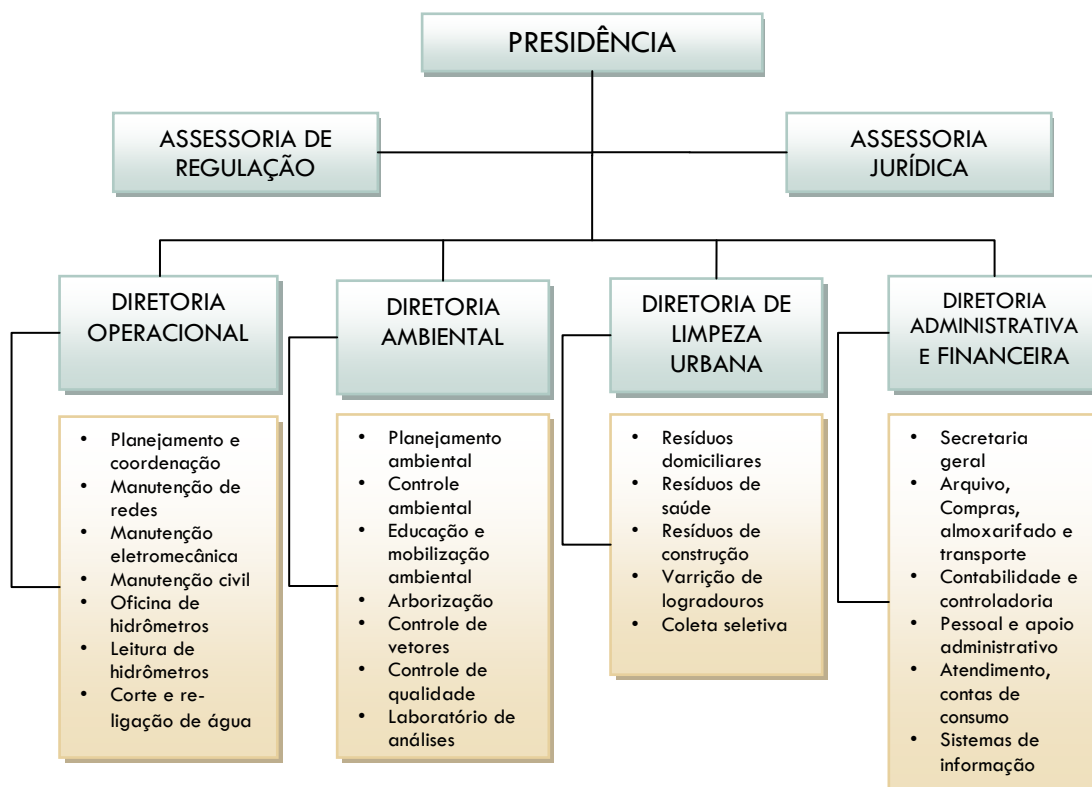 PRESIDÊNCIA
ASSESSORIA DE
REGULAÇÃO
ASSESSORIA
JURÍDICA
DIRETORIA
OPERACIONAL
• Planejamento e
coordenação
• Manutenção de
redes
• Manutenção
eletromecânica
• Manutenção civil
• Oficina de
hidrômetros
• Leitura de
hidrômetros
• Corte e re-
ligação de água
DIRETORIA
AMBIENTAL
• Planejamento
ambiental
• Controle
ambiental
• Educação e
mobilização
ambiental
• Arborização
• Controle de
vetores
• Controle de
qualidade
• Laboratório de
análises
DIRETORIA DE
LIMPEZA
URBANA
• Resíduos
domiciliares
• Resíduos de
saúde
• Resíduos de
construção
• Varrição de
logradouros
• Coleta seletiva
DIRETORIA
ADMINISTRATIVA
E FINANCEIRA
• Secretaria
geral
• Arquivo,
Compras,
almoxarifado e
transporte
• Contabilidade e
controladoria
• Pessoal e apoio
administrativo
• Atendimento,
contas de
consumo
• Sistemas de
informação